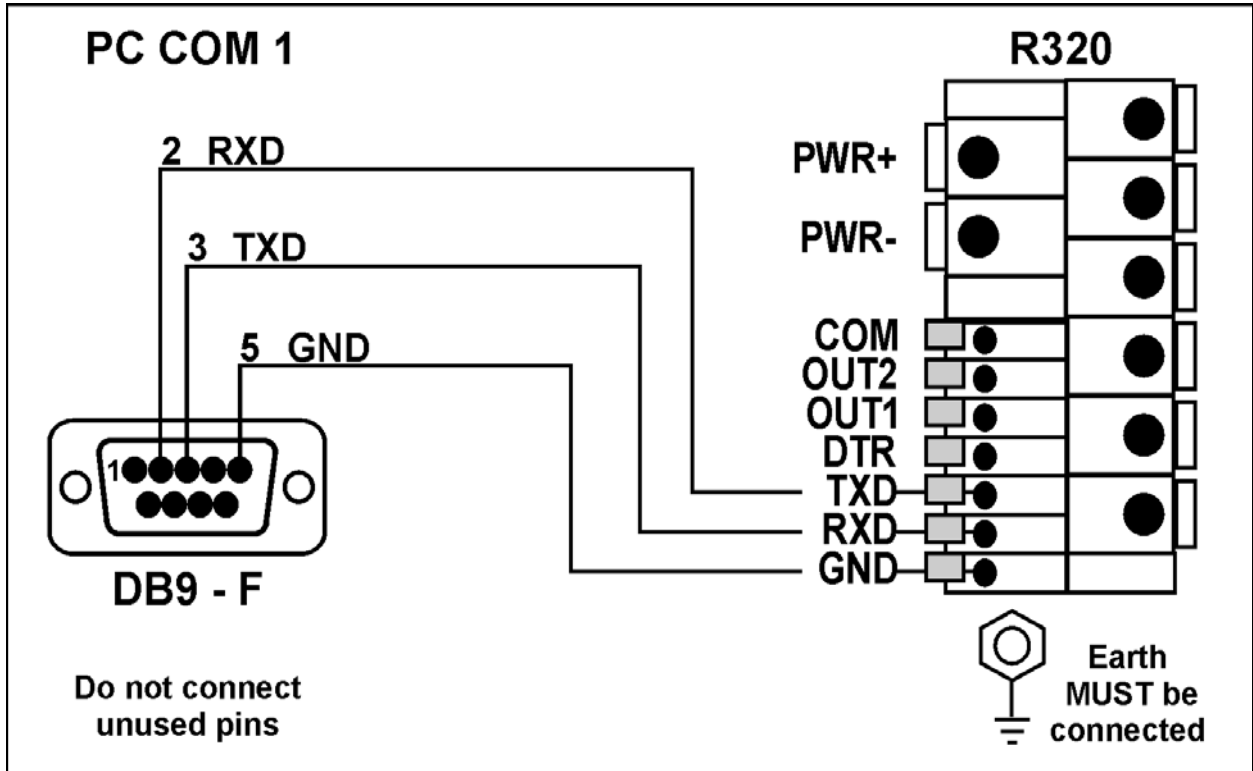 PC COM 1
R320
2 RXD
3 TXD
5 GND
1
DB9 - F
Do not connect
unused pins
PWR+
PWR-
COM
OUT2
OUT1
DTR
TXD
RXD
GND
Earth
MUST be
connected